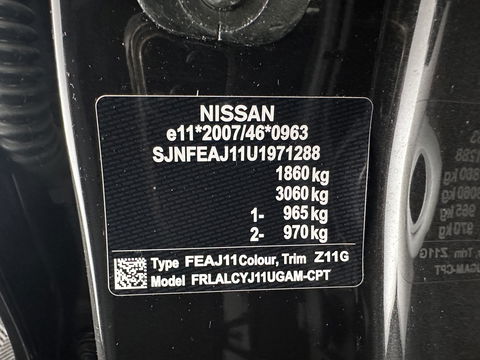 NISSAN
e11*2007/46*0963
SJNFEAJ11U1971288
1860 kg
3060 kg
1- 965 kg
2- 970 kg
Type FEAJ11 Colour, Trim Z11G
Model FRLALCYJ11UGAM-CPT